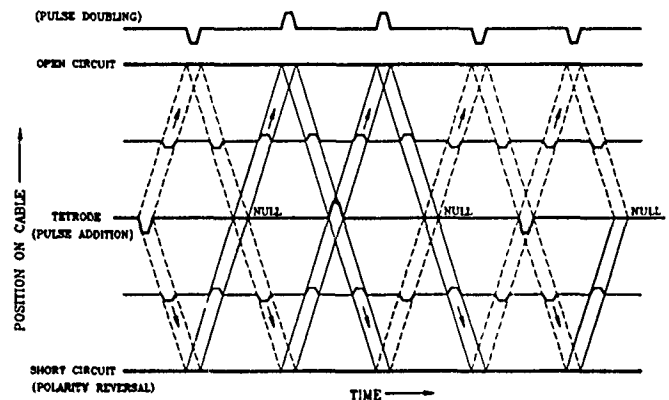 (PULSE DOUBLING)
OPEN CIRCUIT
TETRODE
(PULSE ADDITION)
NULL
NULL
NULL
POSITION ON CABLE
SHORT CIRCUIT
(POLARITY REVERSAL)
TIME